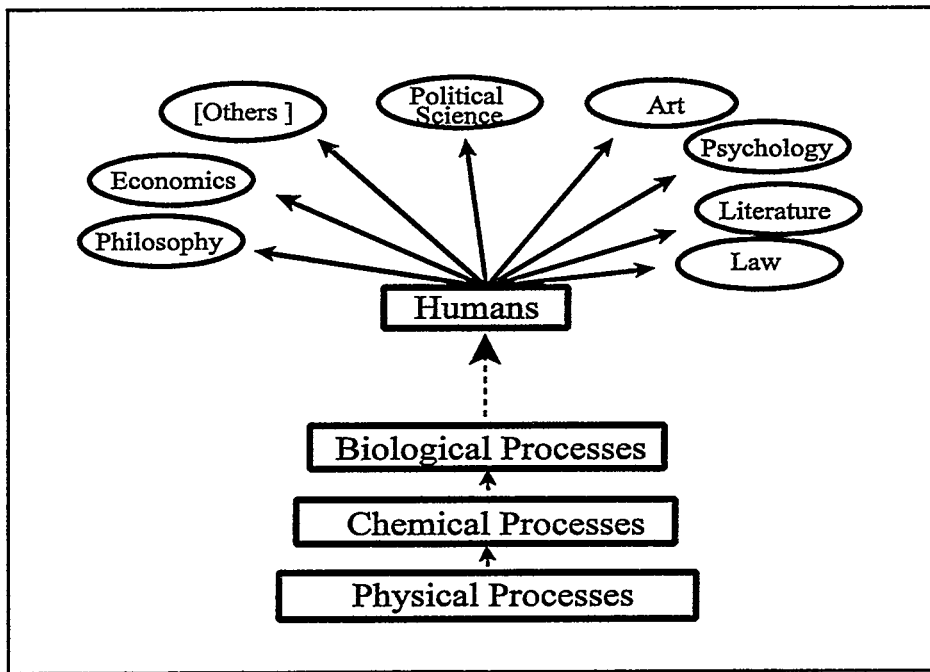 [Others ]
Political
Science
Art
Psychology
Economics
Literature
Philosophy
Law
Humans
Biological Processes
Chemical Processes
Physical Processes